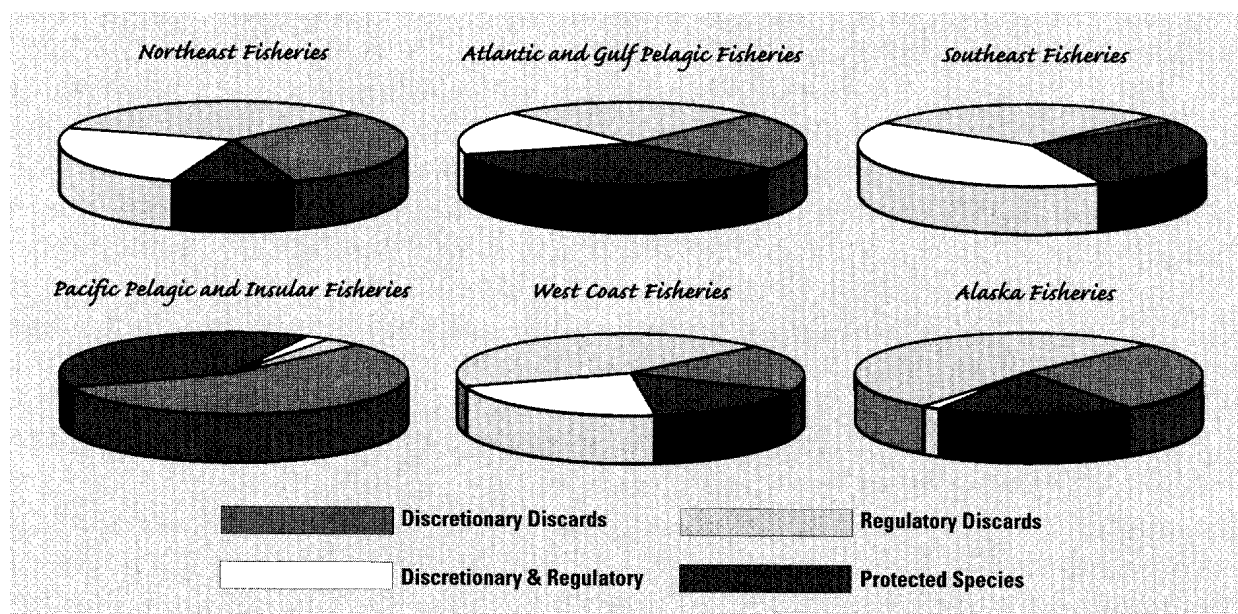 Northeast Fisheries
Atlantic and Gulf Pelagic Fisheries
Southeast Fisheries
Pacific Pelagic and Insular Fisheries
West Coast Fisheries
Alaska Fisheries
Discretionary Discards
Regulatory Discards
Discretionary & Regulatory
Protected Species